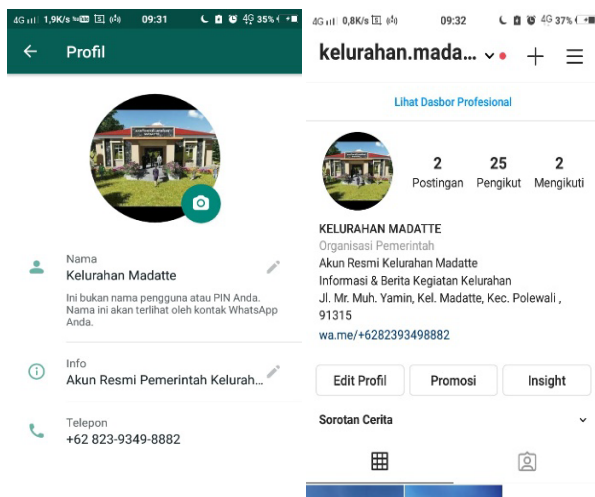 4G 1,9K/s 09:31 4G 35%
Profil
Nama
Kelurahan Madatte
Ini bukan nama pengguna atau PIN Anda.
Nama ini akan terlihat oleh kontak WhatsApp
Anda.
Info
Akun Resmi Pemerintah Kelurah...
Telepon
+62 823-9349-8882
4G 0,8K/s 09:32 4G 37%
kelurahan.mada...
Lihat Dasbor Profesional
2 25 2
Postingan Pengikut Mengikuti
KELURAHAN MADATTE
Organisasi Pemerintah
Akun Resmi Kelurahan Madatte
Informasi & Berita Kegiatan Kelurahan
Jl. Mr. Muh. Yamin, Kel. Madatte, Kec. Polewali ,
91315
wa.me/+6282393498882
Edit Profil Promosi Insight
Sorotan Cerita